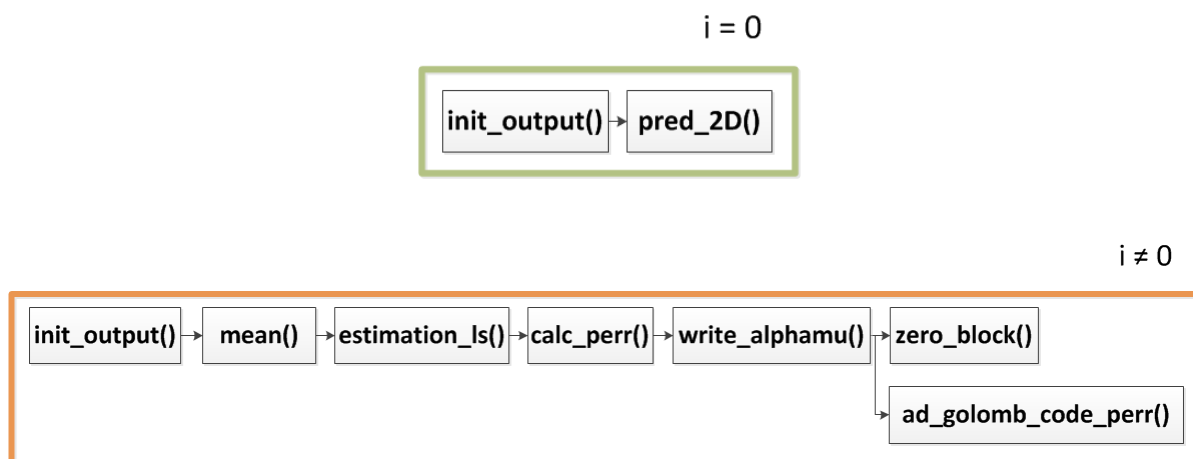 i = 0
init_output() pred_2D()
i ≠ 0
init_output() mean() estimation_ls() calc_perr() write_alphamu() zero_block()
ad_golomb_code_perr()